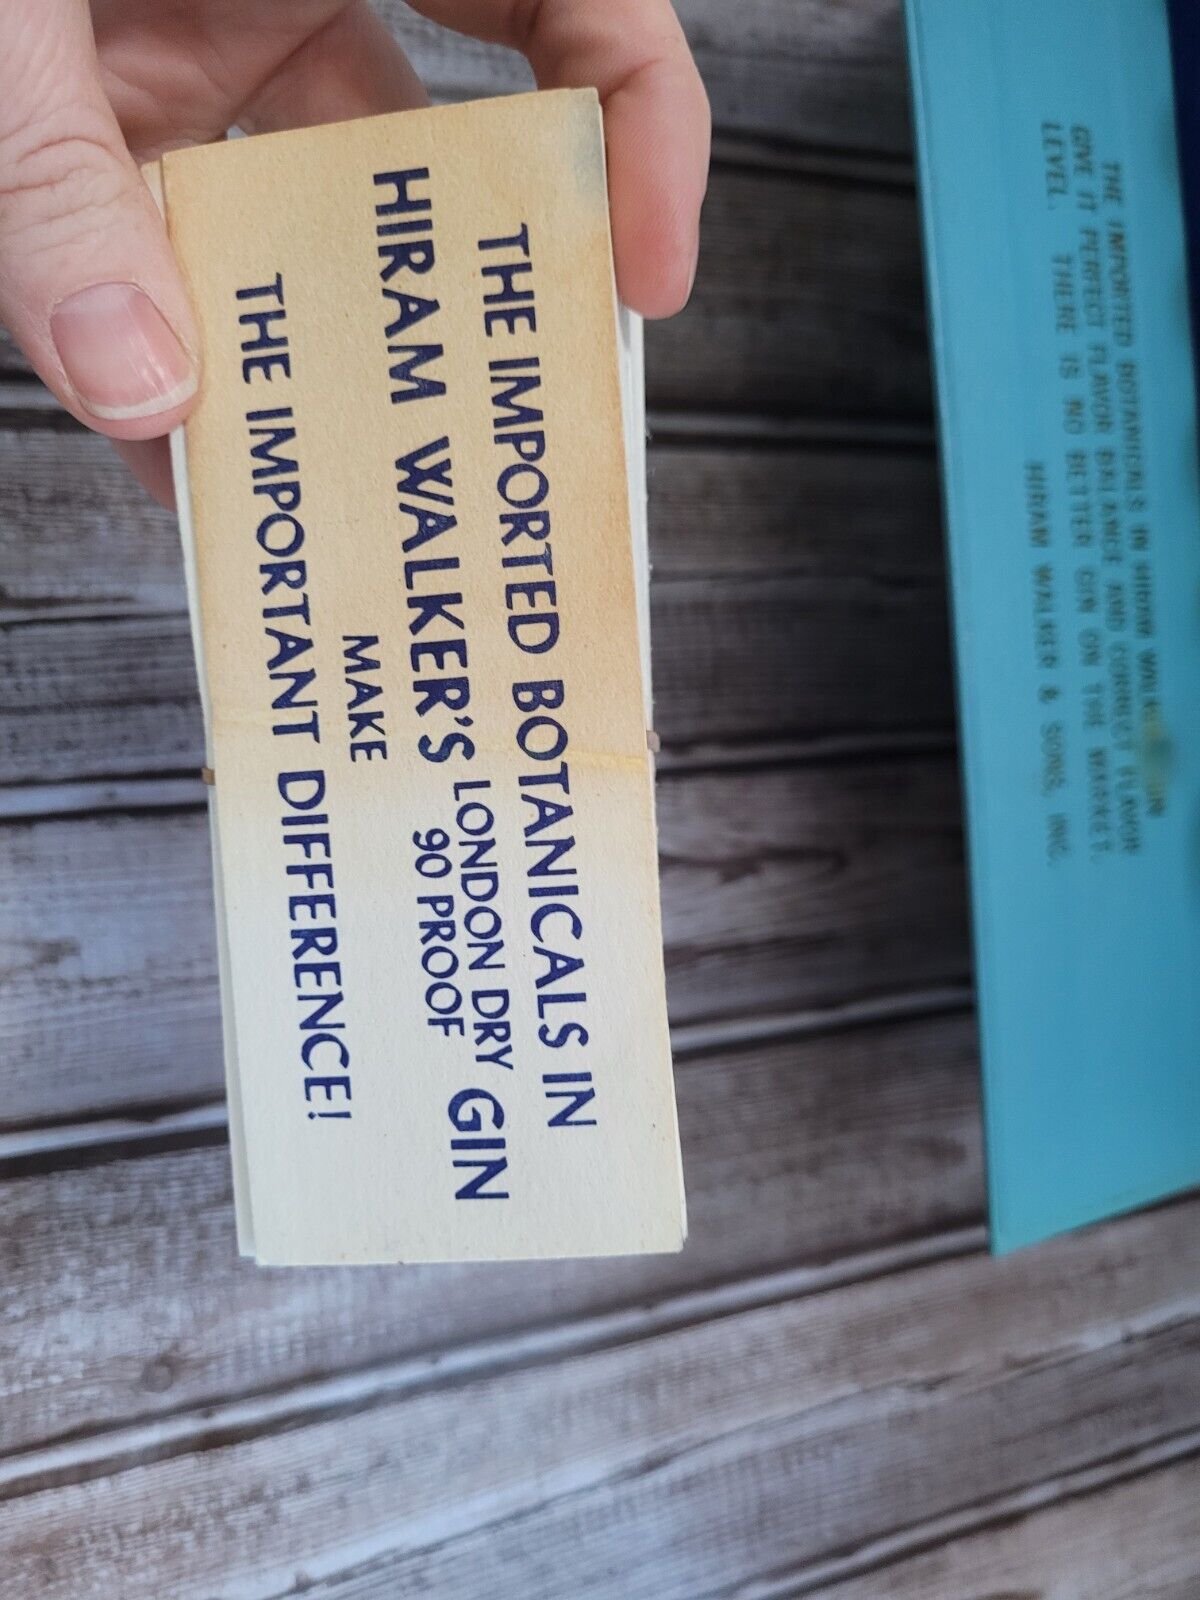 THE IMPORTED BOTANICALS IN
HIRAM WALKER'S LONDON DRY GIN
90 PROOF
MAKE
THE IMPORTANT DIFFERENCE!
THE IMPORTED BOTANICALS IN HIRAM WALKER'S GIN
GIVE IT PERFECT FLAVOR BALANCE AND CORRECT FLAVOR
LEVEL. THERE IS NO BETTER GIN ON THE MARKET.
HIRAM WALKER & SONS, INC.